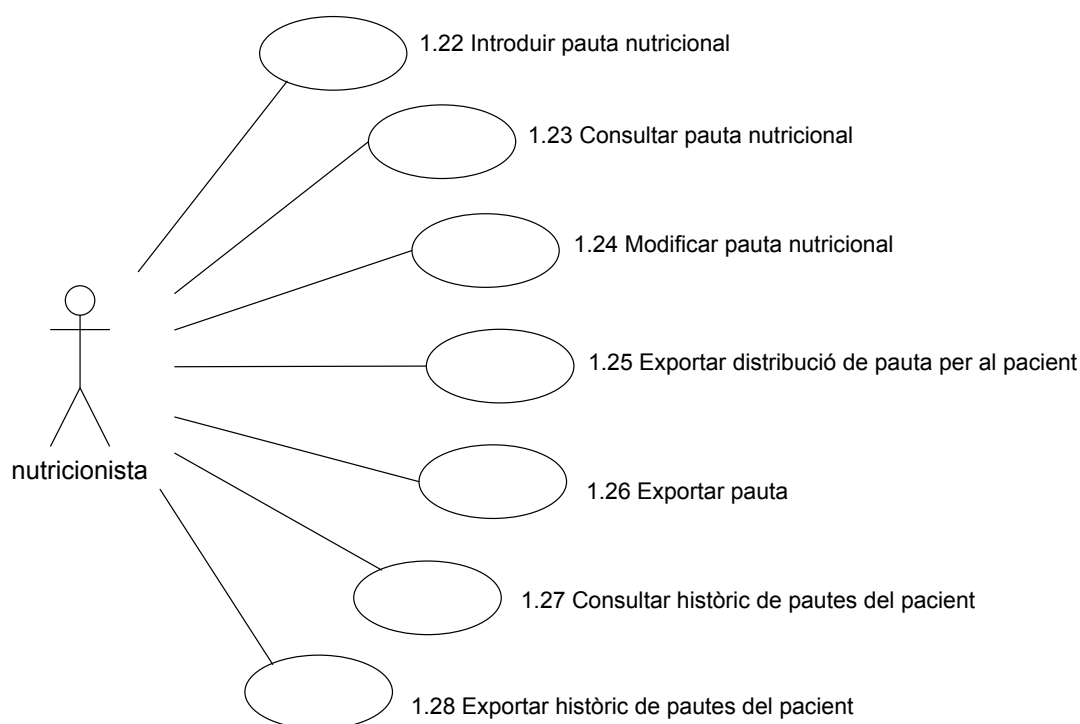 1.22 Introduir pauta nutricional
1.23 Consultar pauta nutricional
1.24 Modificar pauta nutricional
1.25 Exportar distribució de pauta per al pacient
nutricionista
1.26 Exportar pauta
1.27 Consultar històric de pautes del pacient
1.28 Exportar històric de pautes del pacient